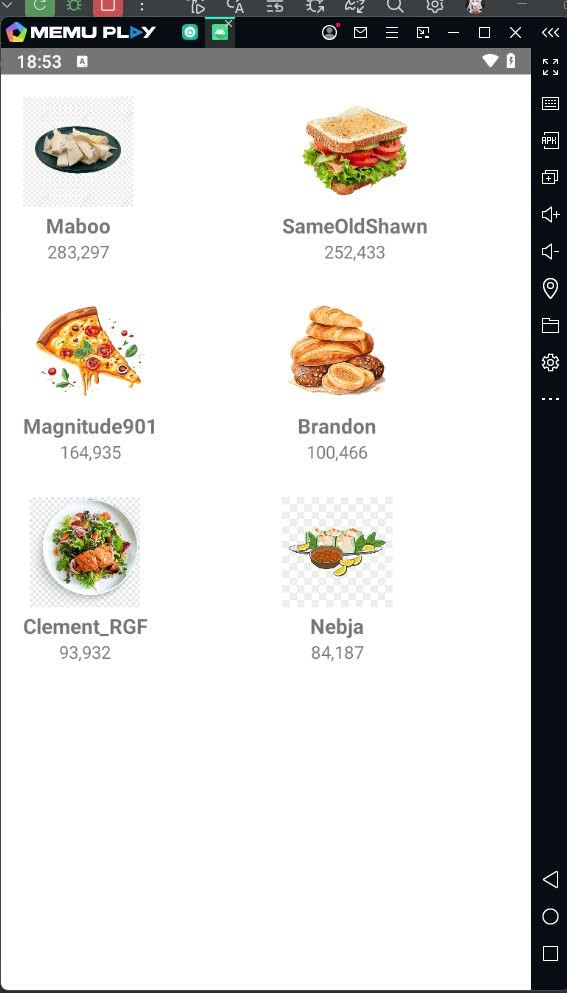 MEMU PLAY
18:53 A
APK
Maboo
283,297
SameOldShawn
252,433
Magnitude901
164,935
Brandon
100,466
Clement_RGF
93,932
Nebja
84,187